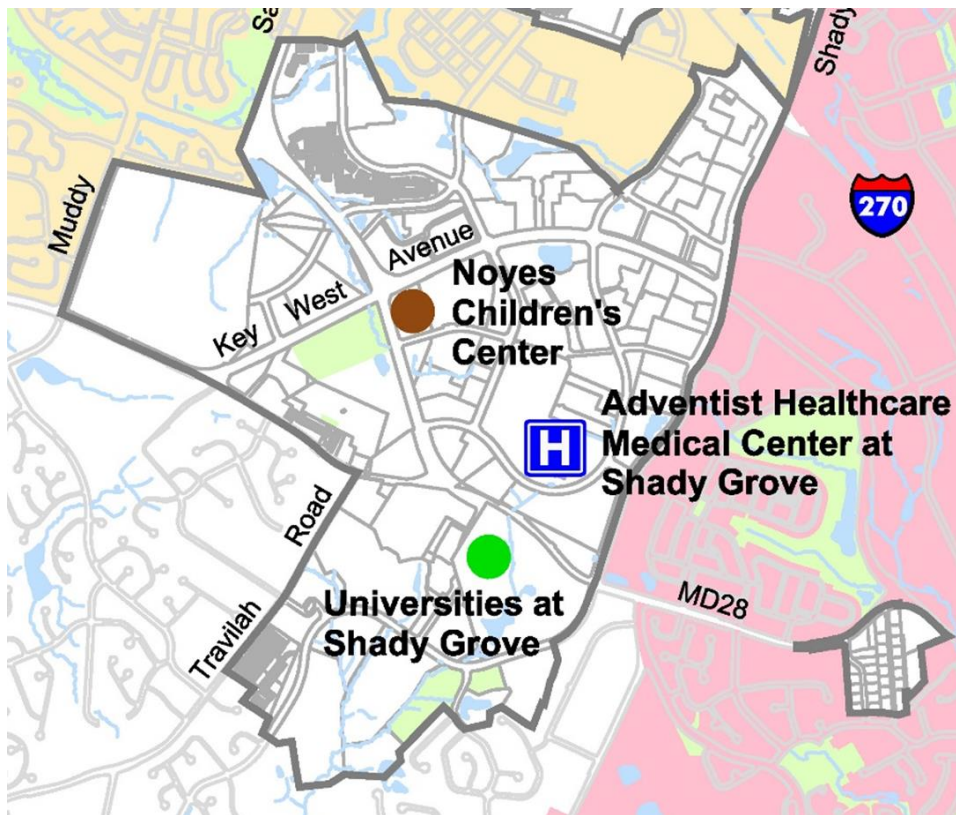 Sa
Shady
Muddy
270
Key West Avenue
Noyes
Children's
Center
Adventist Healthcare
Medical Center at
Shady Grove
H
Road
Travilah
Universities at
Shady Grove
MD28